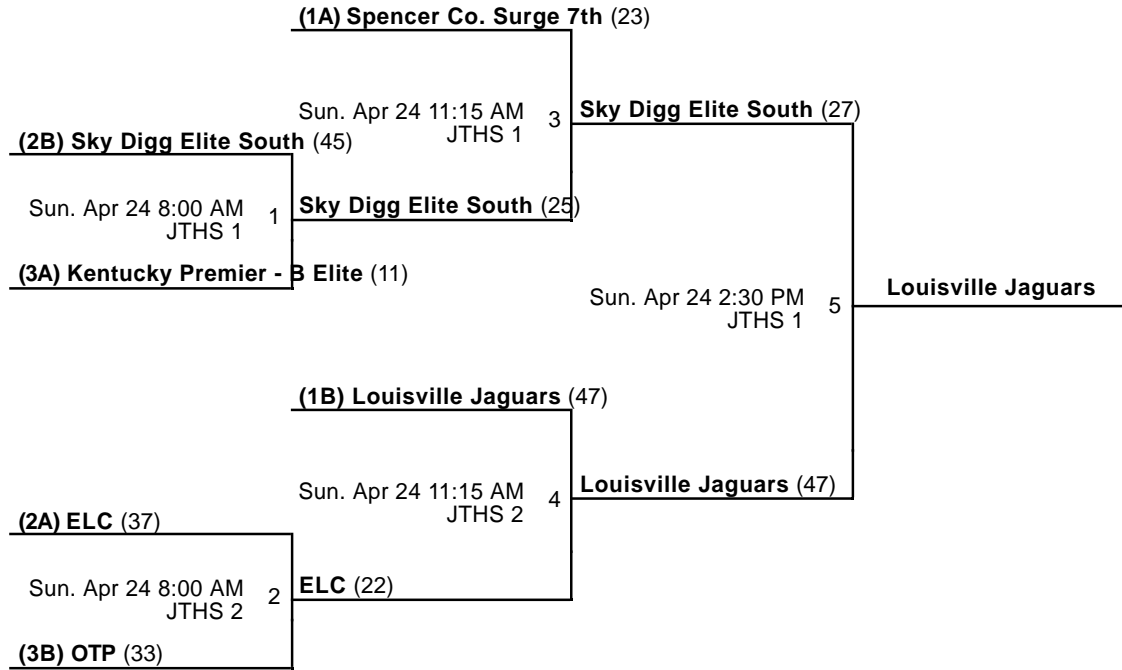 (1A) Spencer Co. Surge 7th (23)
Sun. Apr 24 11:15 AM
JTHS 1
3
Sky Digg Elite South (27)
(2B) Sky Digg Elite South (45)
Sun. Apr 24 8:00 AM
JTHS 1
1
Sky Digg Elite South (25)
(3A) Kentucky Premier - B Elite (11)
Sun. Apr 24 2:30 PM
JTHS 1
5
Louisville Jaguars
(1B) Louisville Jaguars (47)
Sun. Apr 24 11:15 AM
JTHS 2
4
Louisville Jaguars (47)
(2A) ELC (37)
Sun. Apr 24 8:00 AM
JTHS 2
2
ELC (22)
(3B) OTP (33)